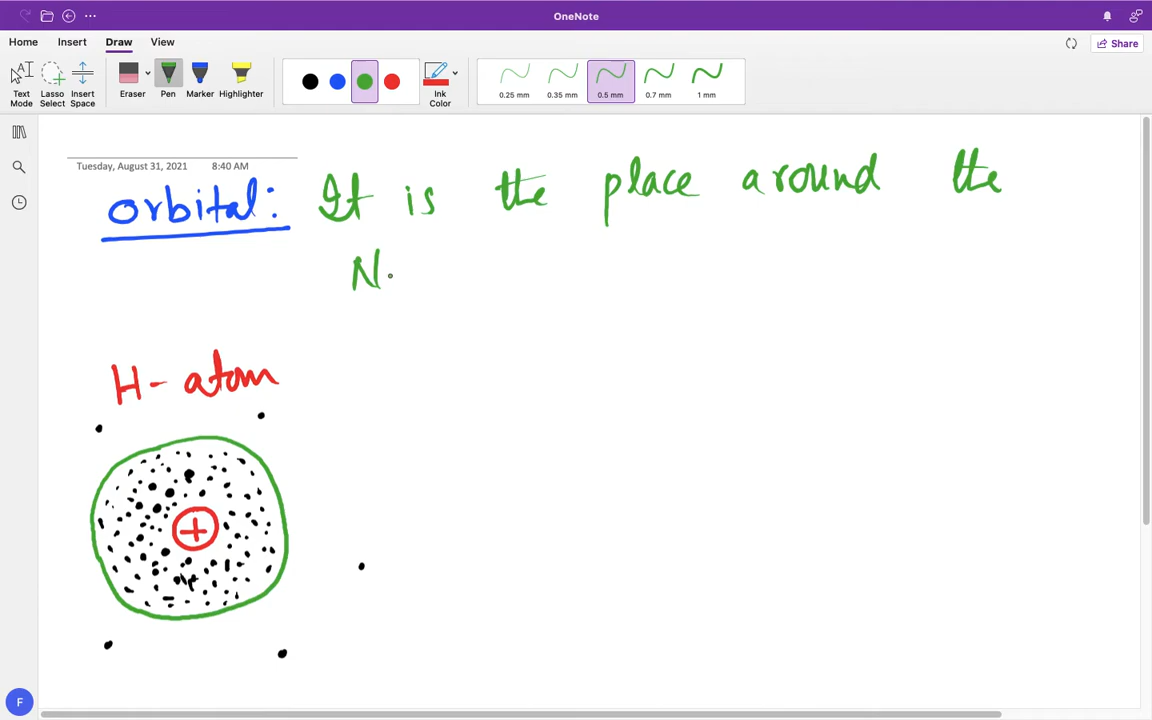 OneNote
Home Insert Draw View
Share
Text Mode
Lasso Select
Insert Space
Eraser
Pen
Marker
Highlighter
Ink Color
0.25 mm 0.35 mm 0.5 mm 0.7 mm 1 mm
Tuesday, August 31, 2021 8:40 AM
orbital: It is the place around the
N.
H- atom
+
F